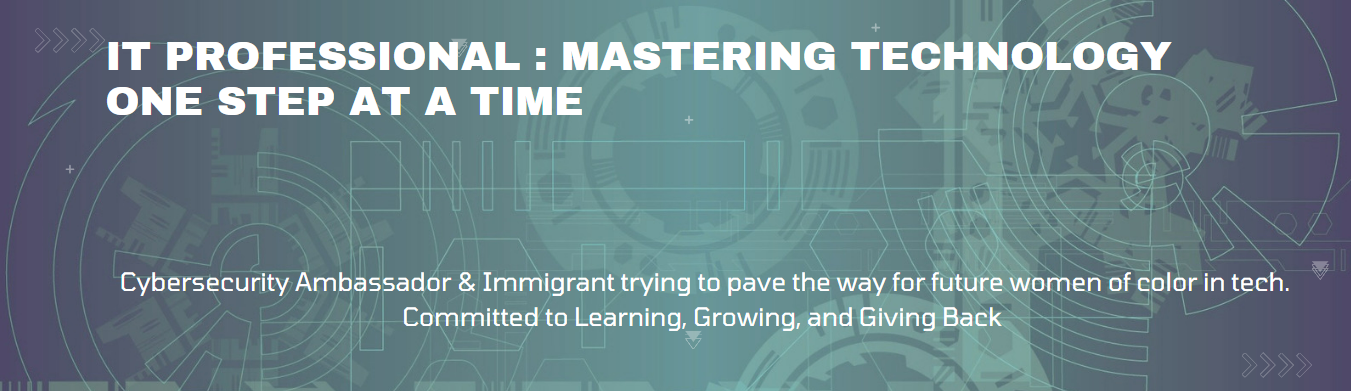 IT PROFESSIONAL : MASTERING TECHNOLOGY
ONE STEP AT A TIME
Cybersecurity Ambassador & Immigrant trying to pave the way for future women of color in tech.
Committed to Learning, Growing, and Giving Back